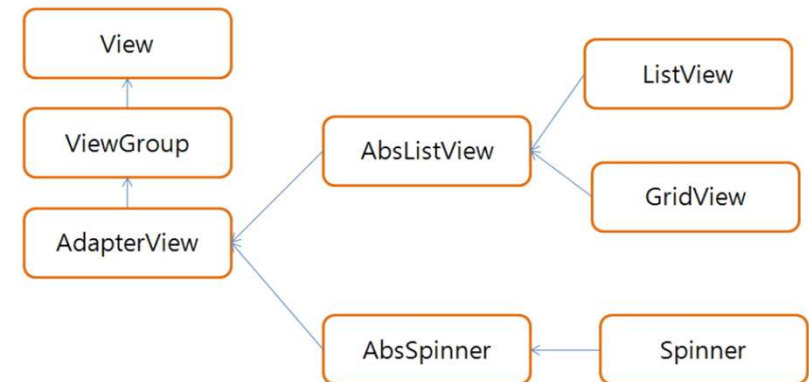 View
ViewGroup
AdapterView
AbsListView
AbsSpinner
ListView
GridView
Spinner